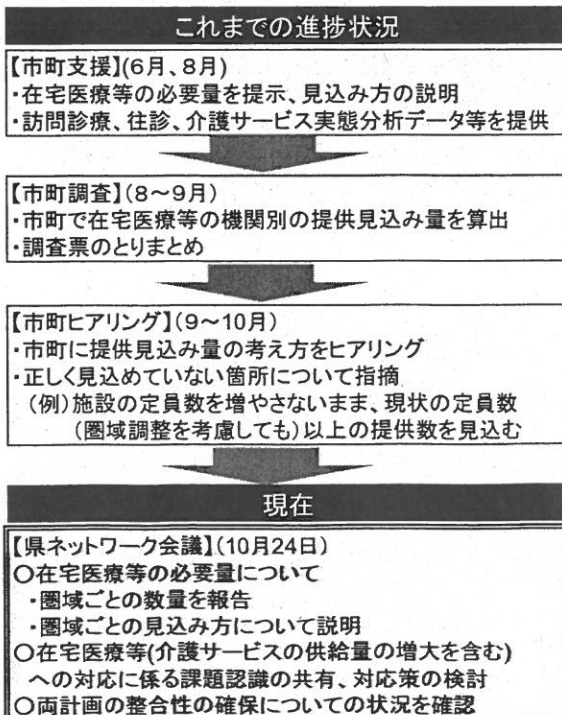 これまでの進捗状況
【市町支援】(6月、8月)
・在宅医療等の必要量を提示、見込み方の説明
・訪問診療、往診、介護サービス実態分析データ等を提供
【市町調査】(8～9月)
・市町で在宅医療等の機関別の提供見込み量を算出
・調査票のとりまとめ
【市町ヒアリング】(9～10月)
・市町に提供見込み量の考え方をヒアリング
・正しく見込めていない箇所について指摘
(例)施設の定員数を増やさないまま、現状の定員数
(圏域調整を考慮しても)以上の提供数を見込む
現在
【県ネットワーク会議】(10月24日)
○在宅医療等の必要量について
・圏域ごとの数量を報告
・圏域ごとの見込み方について説明
○在宅医療等(介護サービスの供給量の増大を含む)
への対応に係る課題認識の共有、対応策の検討
○両計画の整合性の確保についての状況を確認